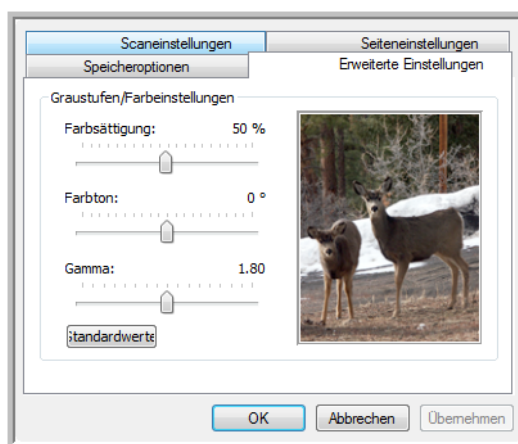 Scaneinstellungen Seiteneinstellungen
Speicheroptionen Erweiterte Einstellungen
Graustufen/Farbeinstellungen
Farbsättigung: 50 %
Farbton: 0 °
Gamma: 1.80
Standardwerte
OK Abbrechen Übernehmen